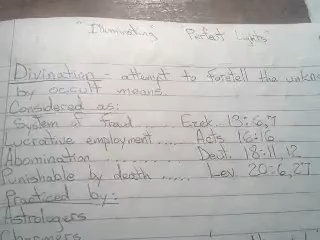 "Illuminating" "Perfect Lights"
Divination - attempt to foretell the unkno
by occult means.
Considered as:
System of fraud.... Ezek. 13:6,7
Lucrative employment..... Acts 16:16
Abomination ........... Deut. 18:11,12
Punishable by death ..... Lev. 20:6,27
Practiced by:
Astrologers
Charmers